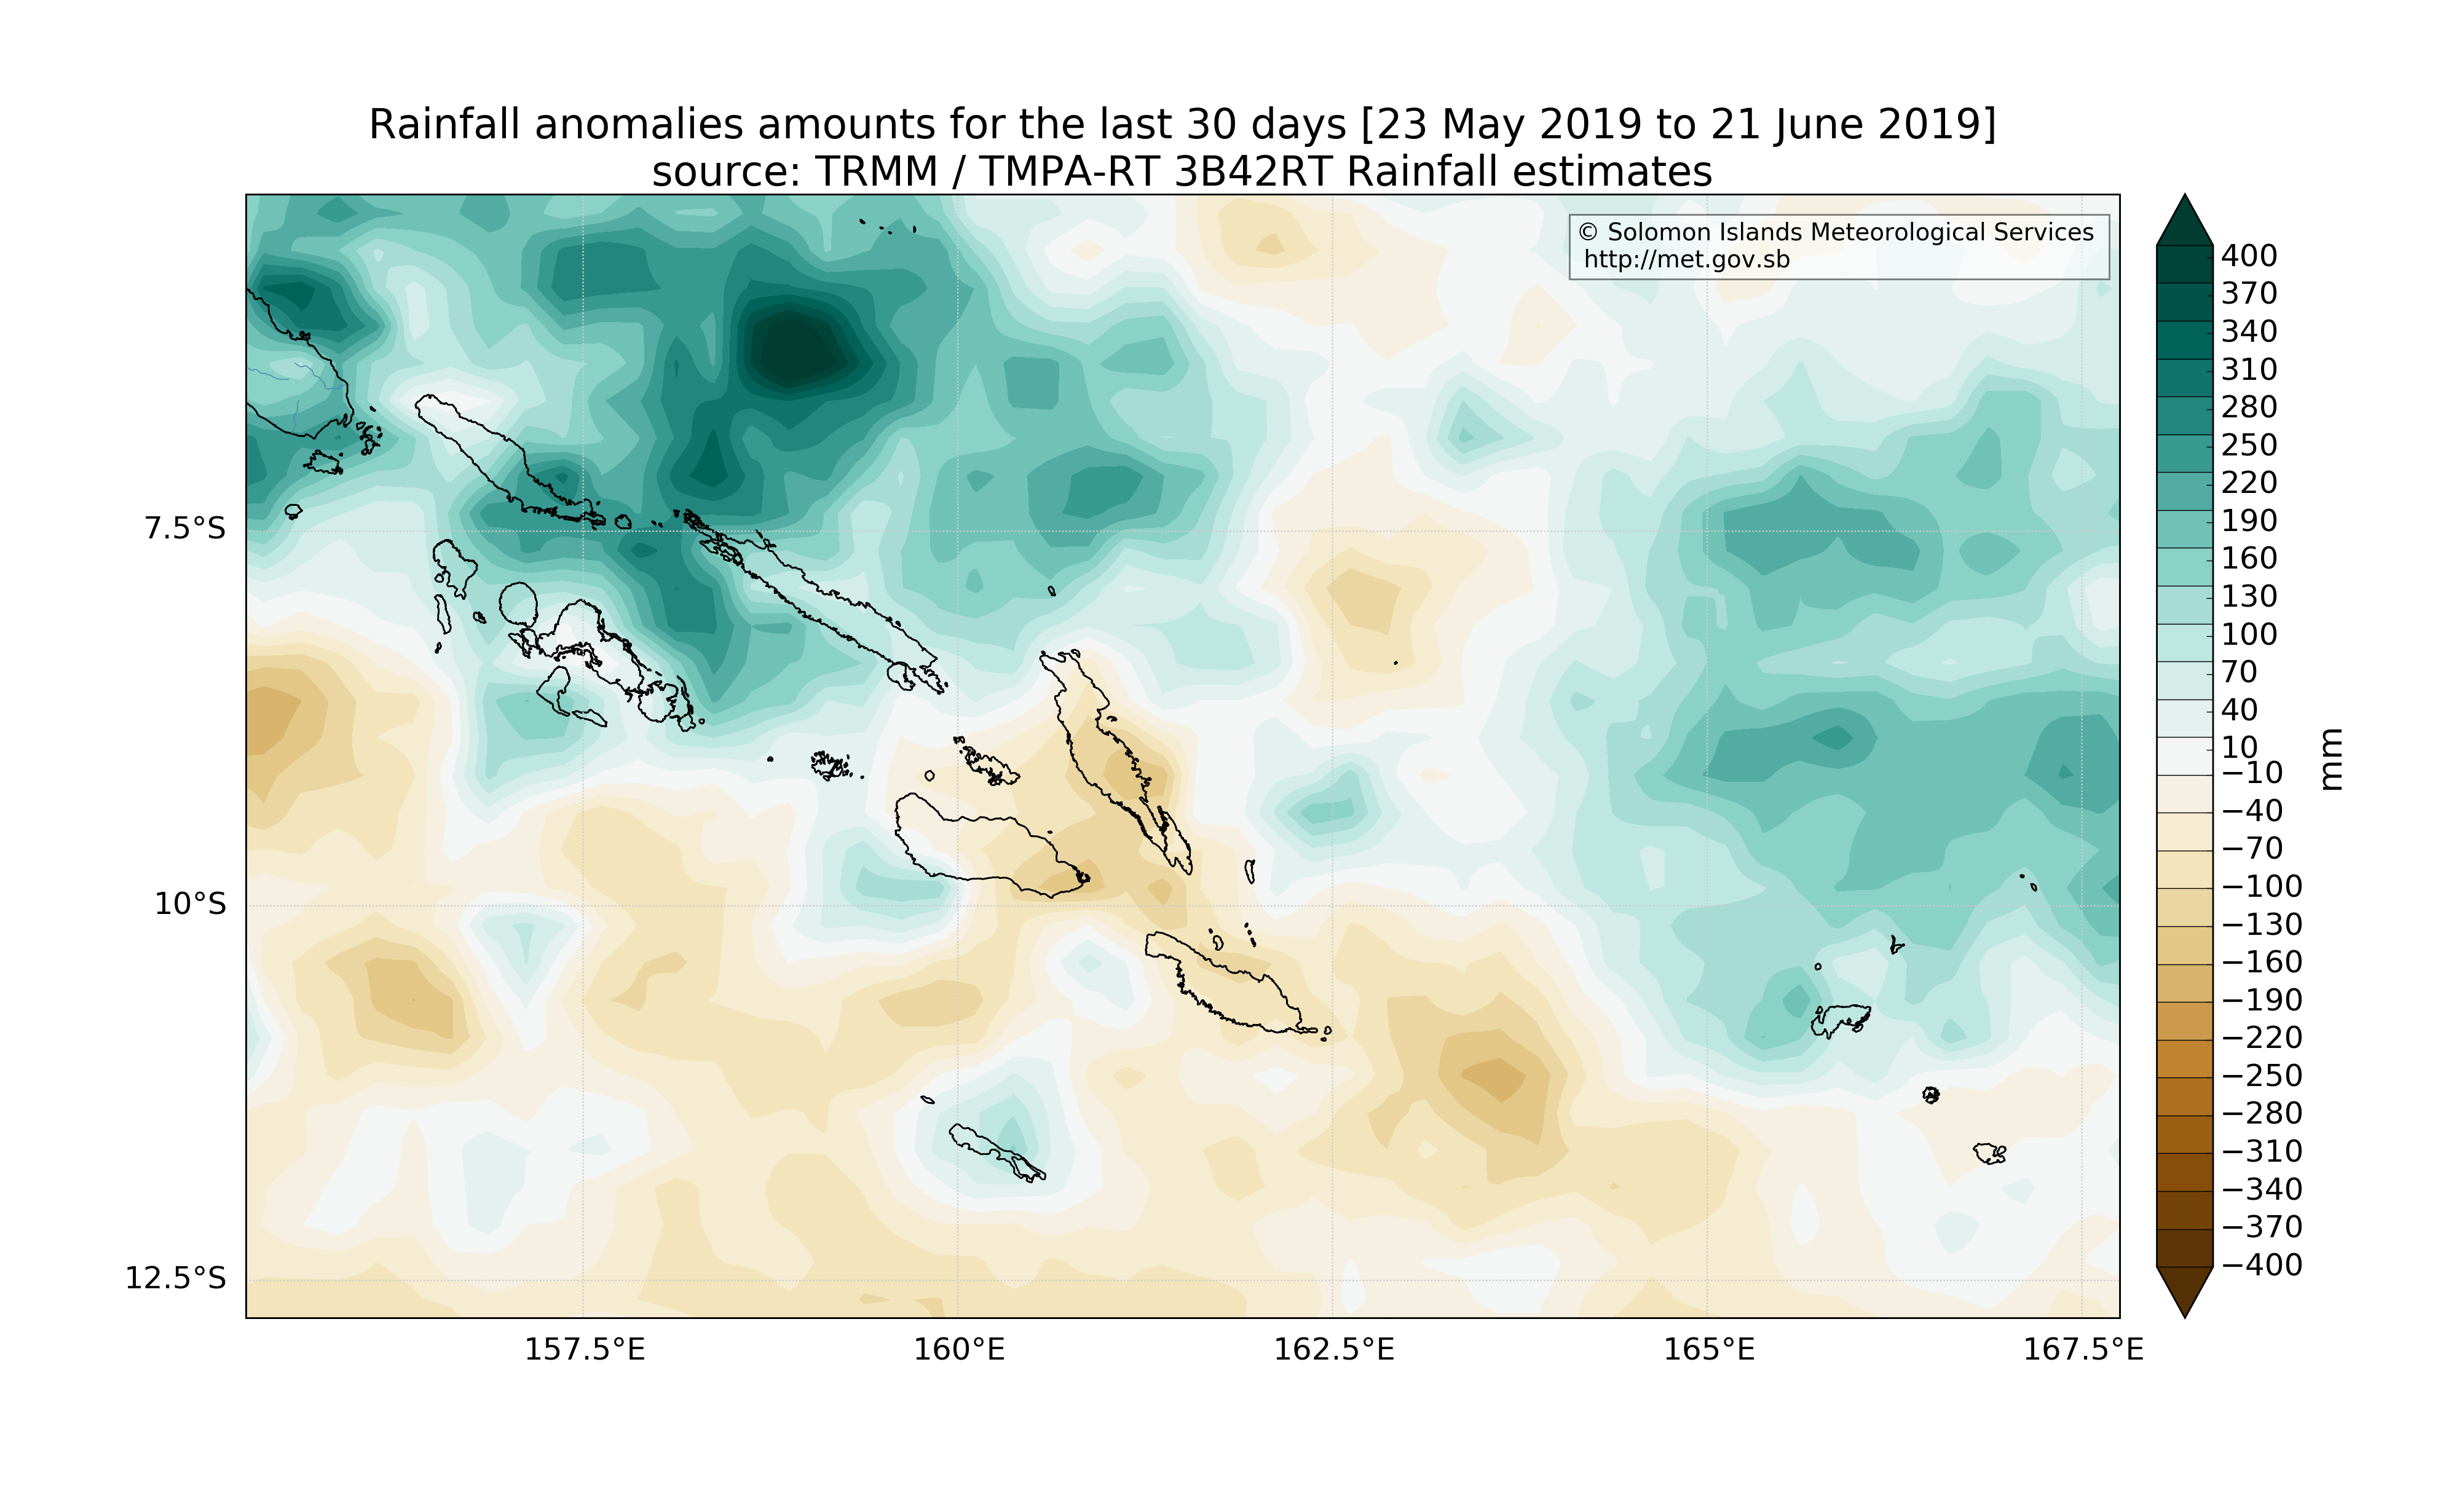 Rainfall anomalies amounts for the last 30 days [23 May 2019 to 21 June 2019]
source: TRMM / TMPA-RT 3B42RT Rainfall estimates
© Solomon Islands Meteorological Services
http://met.gov.sb
7.5°S
10°S
12.5°S
157.5°E
160°E
162.5°E
165°E
167.5°E
400
370
340
310
280
250
220
190
160
130
100
70
40
10
−10
−40
−70
−100
−130
−160
−190
−220
−250
−280
−310
−340
−370
−400
mm